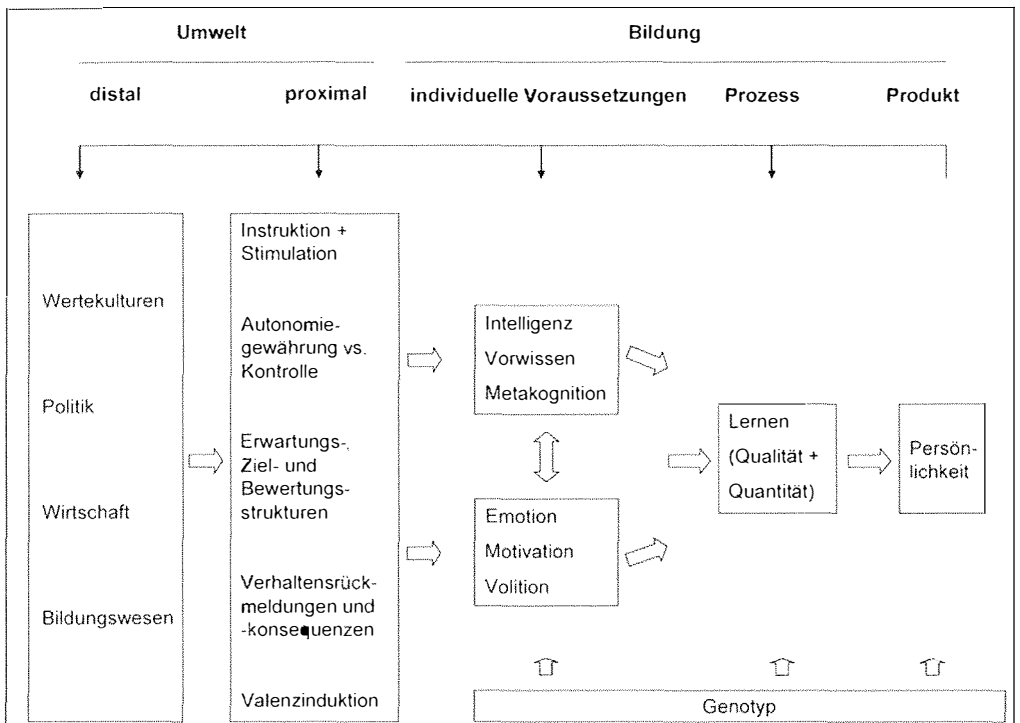 Umwelt
Bildung
distal
proximal
individuelle Voraussetzungen
Prozess
Produkt
Wertekulturen
Politik
Wirtschaft
Bildungswesen
Instruktion +
Stimulation
Autonomie-
gewährung vs.
Kontrolle
Erwartungs-,
Ziel- und
Bewertungs-
strukturen
Verhaltensrück-
meldungen und
-konsequenzen
Valenzinduktion
Intelligenz
Vorwissen
Metakognition
Emotion
Motivation
Volition
Lernen
(Qualität +
Quantität)
Persön-
lichkeit
Genotyp